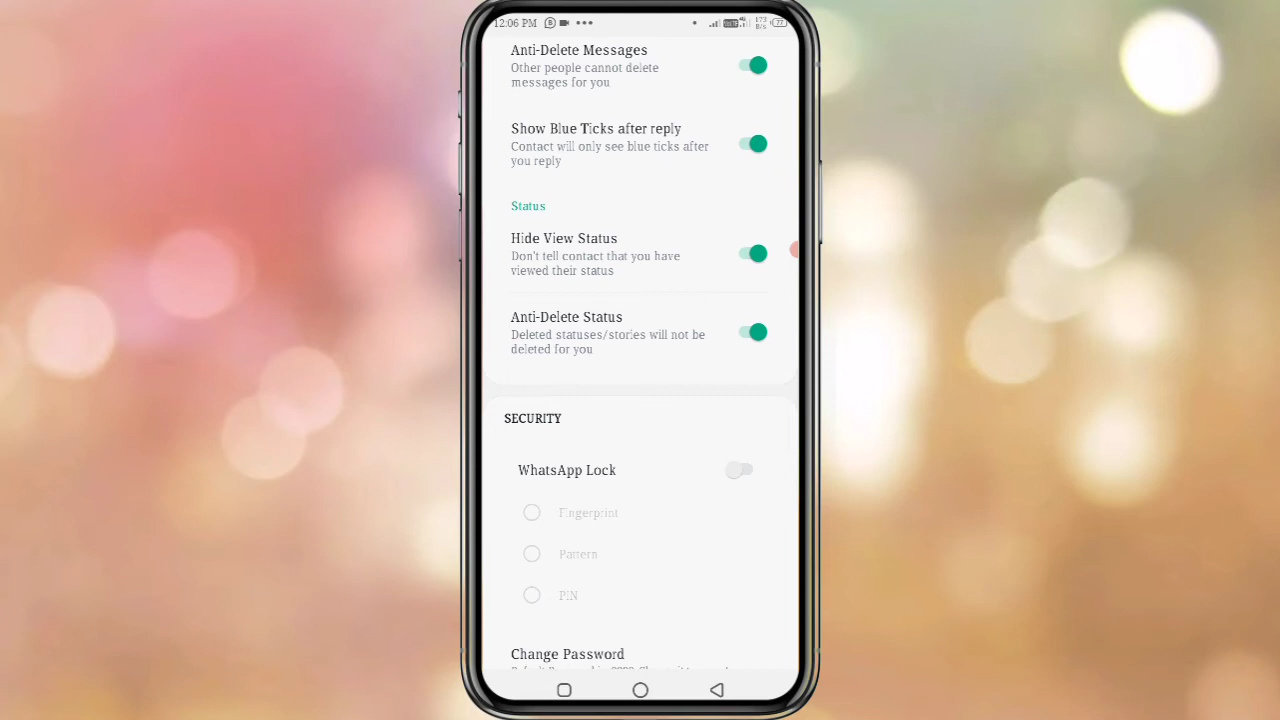 12:06 PM
173
B/s
77
Anti-Delete Messages
Other people cannot delete
messages for you
Show Blue Ticks after reply
Contact will only see blue ticks after
you reply
Status
Hide View Status
Don't tell contact that you have
viewed their status
Anti-Delete Status
Deleted statuses/stories will not be
deleted for you
SECURITY
WhatsApp Lock
Fingerprint
Pattern
PIN
Change Password